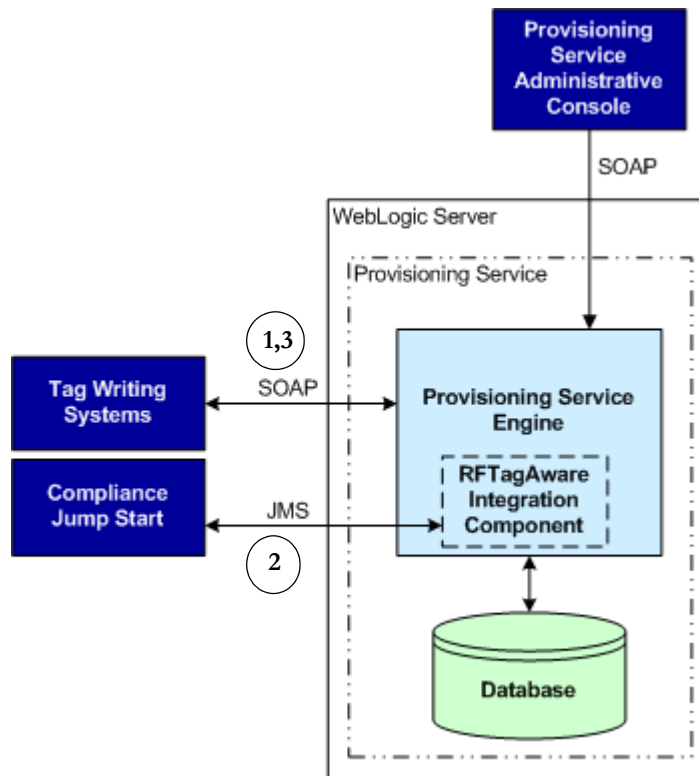 Provisioning
Service
Administrative
Console
SOAP
WebLogic Server
Provisioning Service
1,3
SOAP
Tag Writing
Systems
Provisioning Service
Engine
RFTagAware
Integration
Component
Compliance
Jump Start
JMS
2
Database